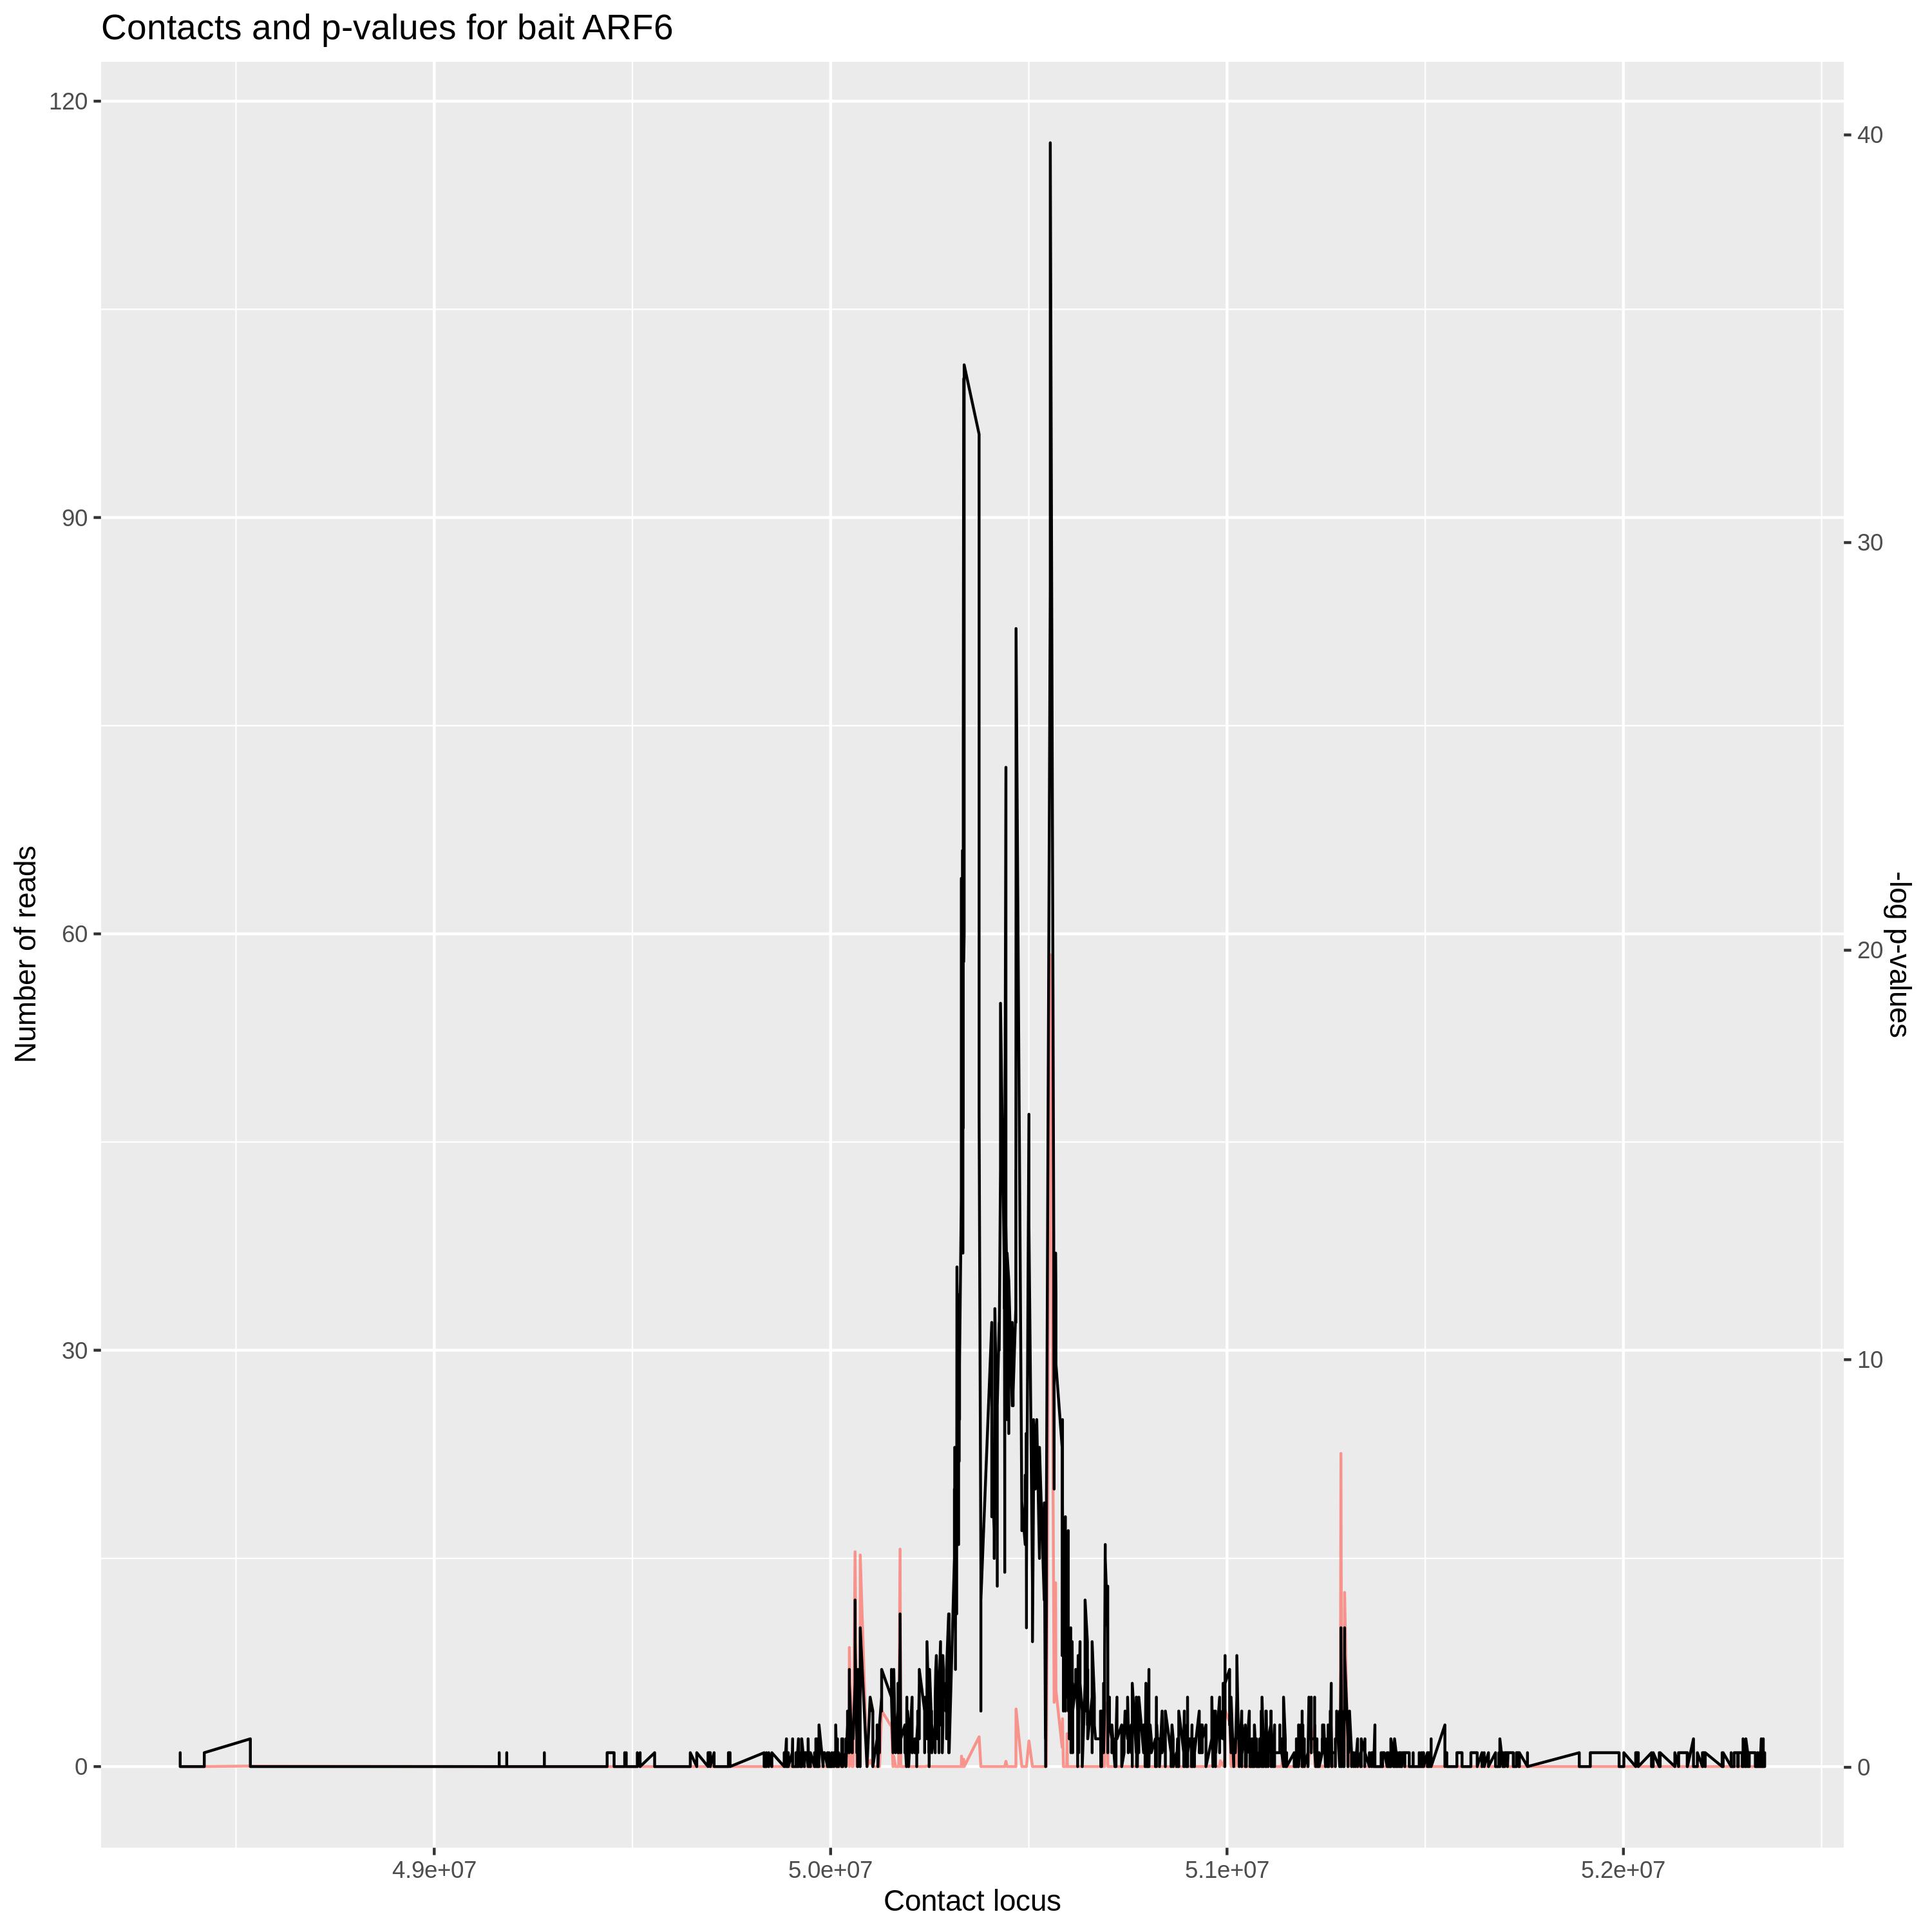 Contacts and p-values for bait ARF6
120
90
60
30
0
Number of reads
40
30
20
10
0
-log p-values
4.9e+07
5.0e+07
5.1e+07
5.2e+07
Contact locus